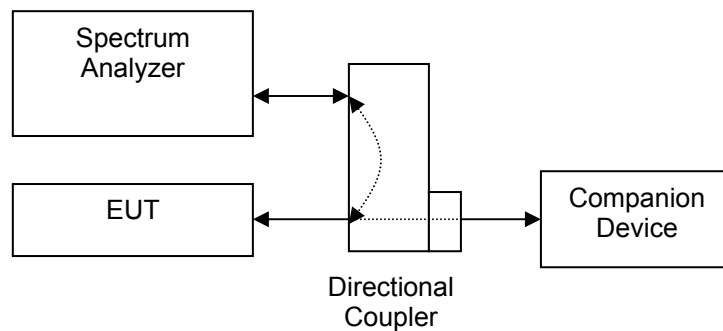 Spectrum
Analyzer
EUT
Companion
Device
Directional
Coupler